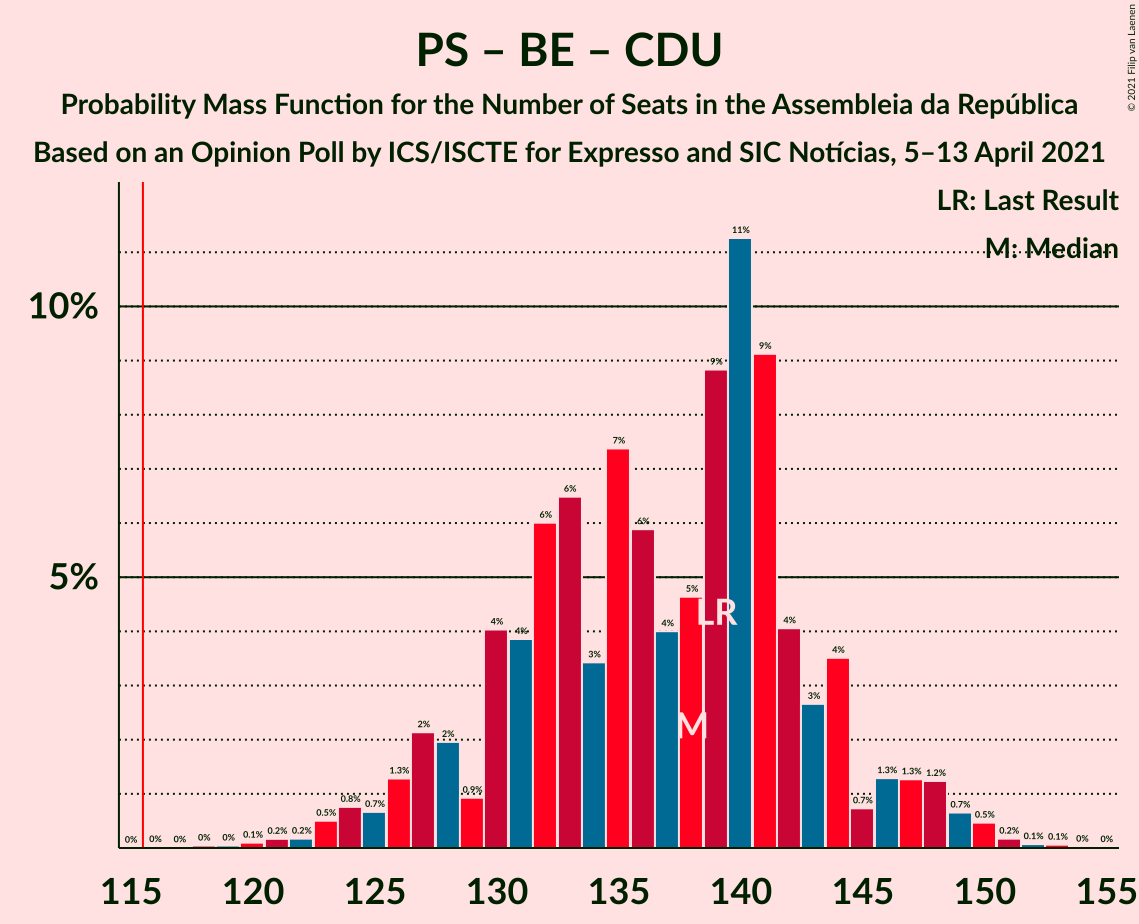 PS – BE – CDU
Probability Mass Function for the Number of Seats in the Assembleia da República
Based on an Opinion Poll by ICS/ISCTE for Expresso and SIC Notícias, 5–13 April 2021
© 2021 Filip van Laenen
LR: Last Result
M: Median
10%
5%
0% 0% 0% 0% 0% 0.1% 0.2% 0.2% 0.5% 0.8% 0.7% 1.3% 2% 2% 0.9% 4% 4% 6% 6% 3% 7% 6% 4% 5% 9% 11% 9% 4% 3% 4% 0.7% 1.3% 1.3% 1.2% 0.7% 0.5% 0.2% 0.1% 0.1% 0% 0%
LR
M
115 120 125 130 135 140 145 150 155